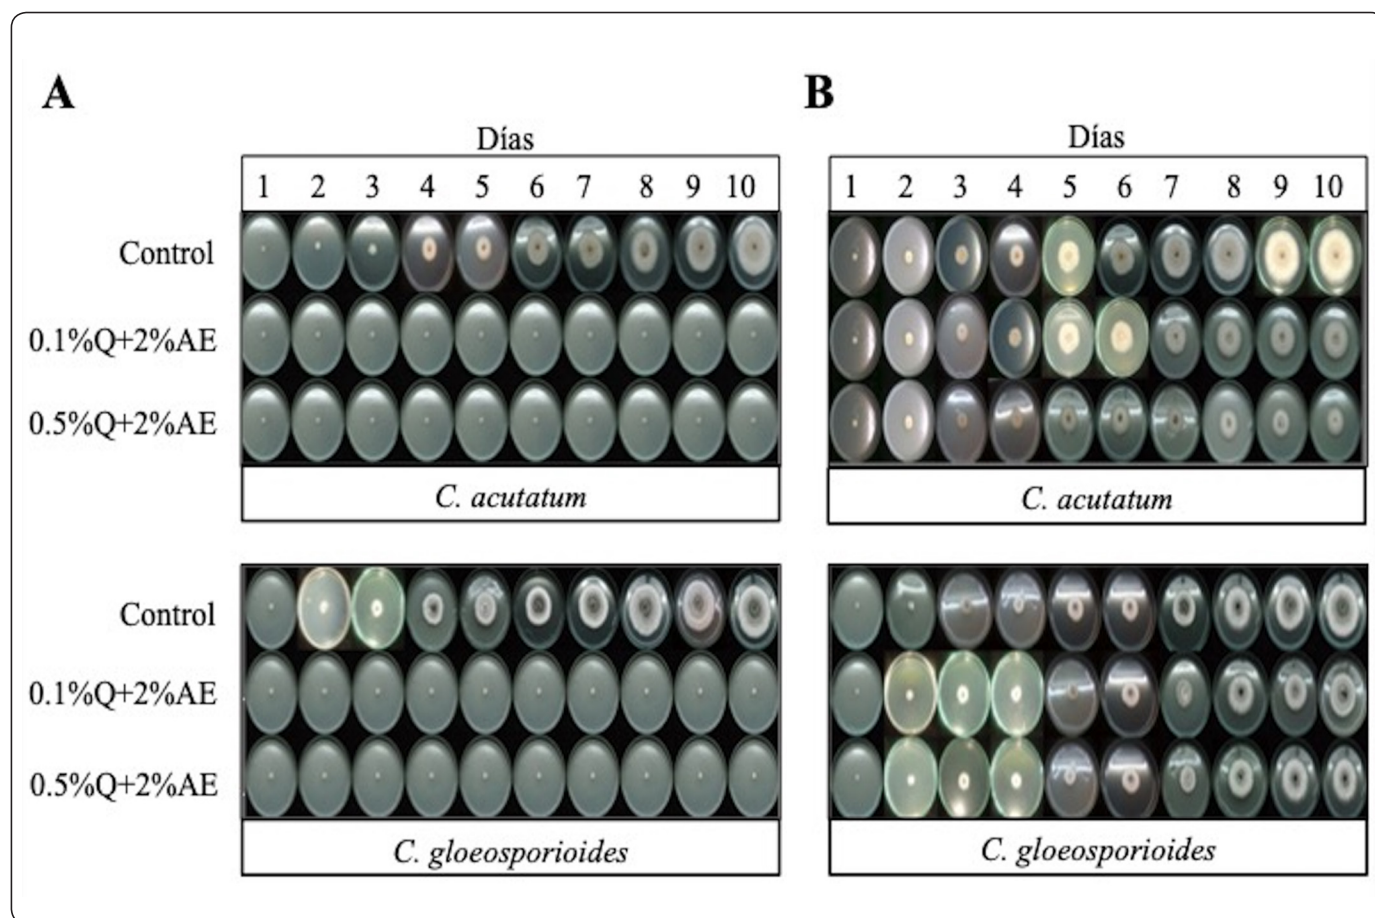 A
Días
1 2 3 4 5 6 7 8 9 10
Control
0.1%Q+2%AE
0.5%Q+2%AE
C. acutatum
Control
0.1%Q+2%AE
0.5%Q+2%AE
C. gloeosporioides
B
Días
1 2 3 4 5 6 7 8 9 10
C. acutatum
C. gloeosporioides